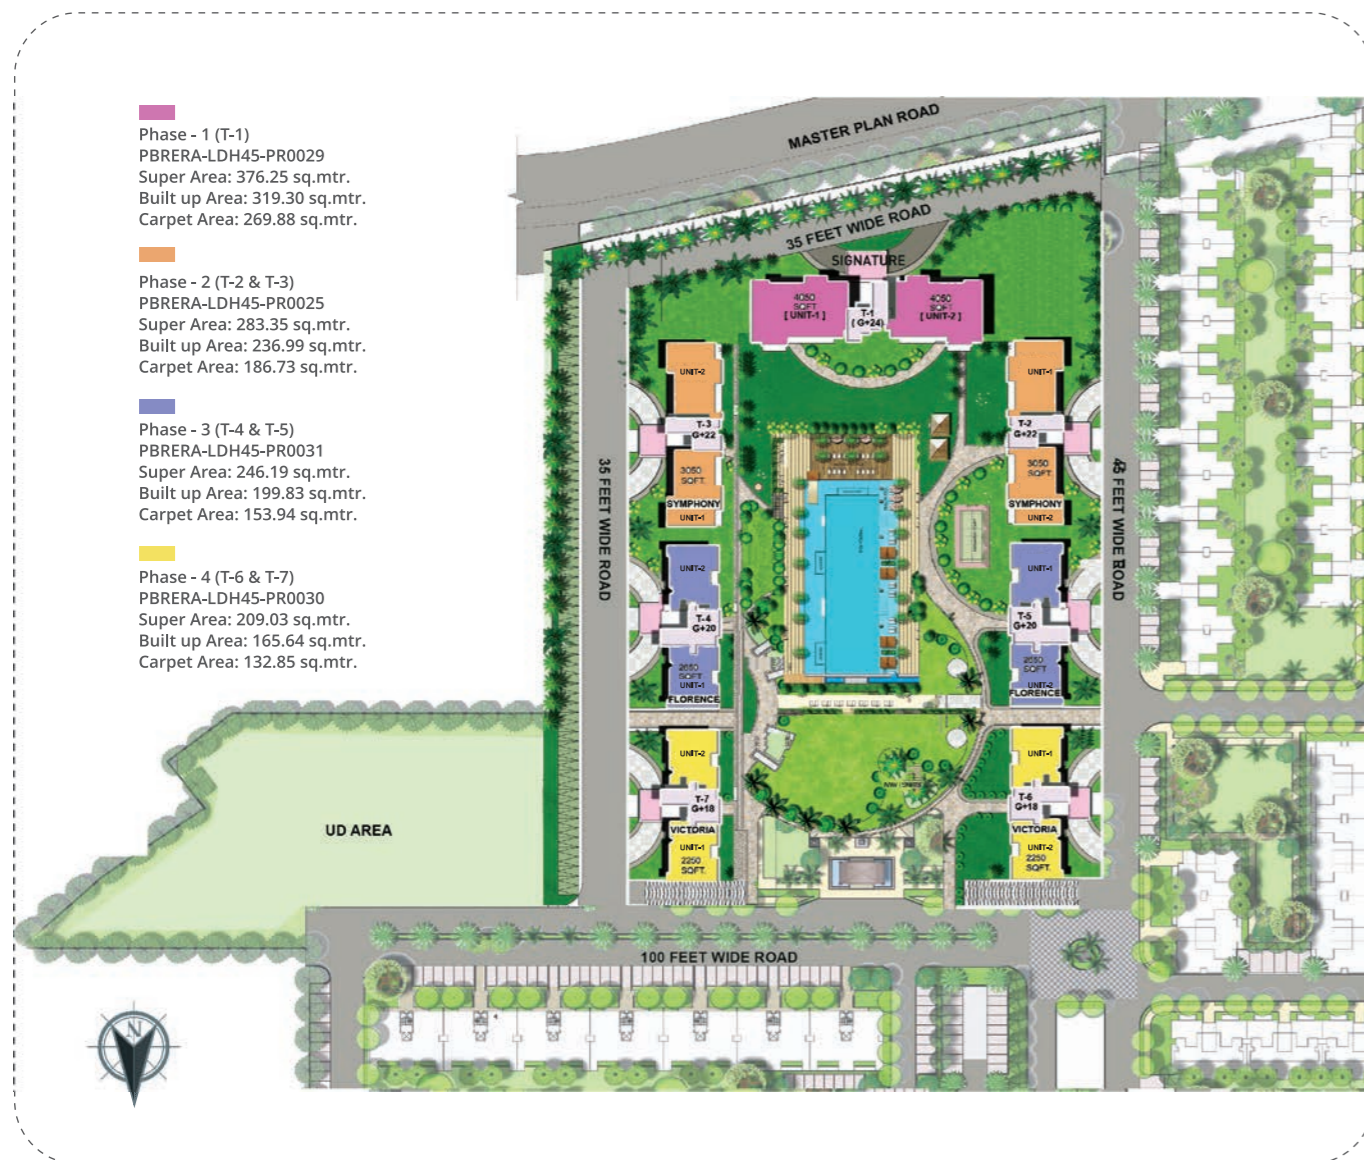 Phase - 1 (T-1)
PBRERA-LDH45-PR0029
Super Area: 376.25 sq.mtr.
Built up Area: 319.30 sq.mtr.
Carpet Area: 269.88 sq.mtr.
Phase - 2 (T-2 & T-3)
PBRERA-LDH45-PR0025
Super Area: 283.35 sq.mtr.
Built up Area: 236.99 sq.mtr.
Carpet Area: 186.73 sq.mtr.
Phase - 3 (T-4 & T-5)
PBRERA-LDH45-PR0031
Super Area: 246.19 sq.mtr.
Built up Area: 199.83 sq.mtr.
Carpet Area: 153.94 sq.mtr.
Phase - 4 (T-6 & T-7)
PBRERA-LDH45-PR0030
Super Area: 209.03 sq.mtr.
Built up Area: 165.64 sq.mtr.
Carpet Area: 132.85 sq.mtr.
MASTER PLAN ROAD
35 FEET WIDE ROAD
SIGNATURE
4050
SQFT
[ UNIT-1 ]
T-1
( G+24)
4050
SQFT
[ UNIT-2 ]
UNIT-2
T-3
G+22
3050
SQFT.
SYMPHONY
UNIT-1
UNIT-1
T-2
G+22
3050
SQFT.
SYMPHONY
UNIT-2
35 FEET WIDE ROAD
FEET WIDE ROAD
UNIT-2
T-4
G+20
2650
SQFT
UNIT-1
FLORENCE
UNIT-1
T-5
G+20
2650
SQFT
UNIT-2
FLORENCE
UNIT-2
T-7
G+18
VICTORIA
UNIT-1
2250
SQFT.
UNIT-1
T-6
G+18
VICTORIA
UNIT-2
2250
SQFT.
UD AREA
100 FEET WIDE ROAD
N